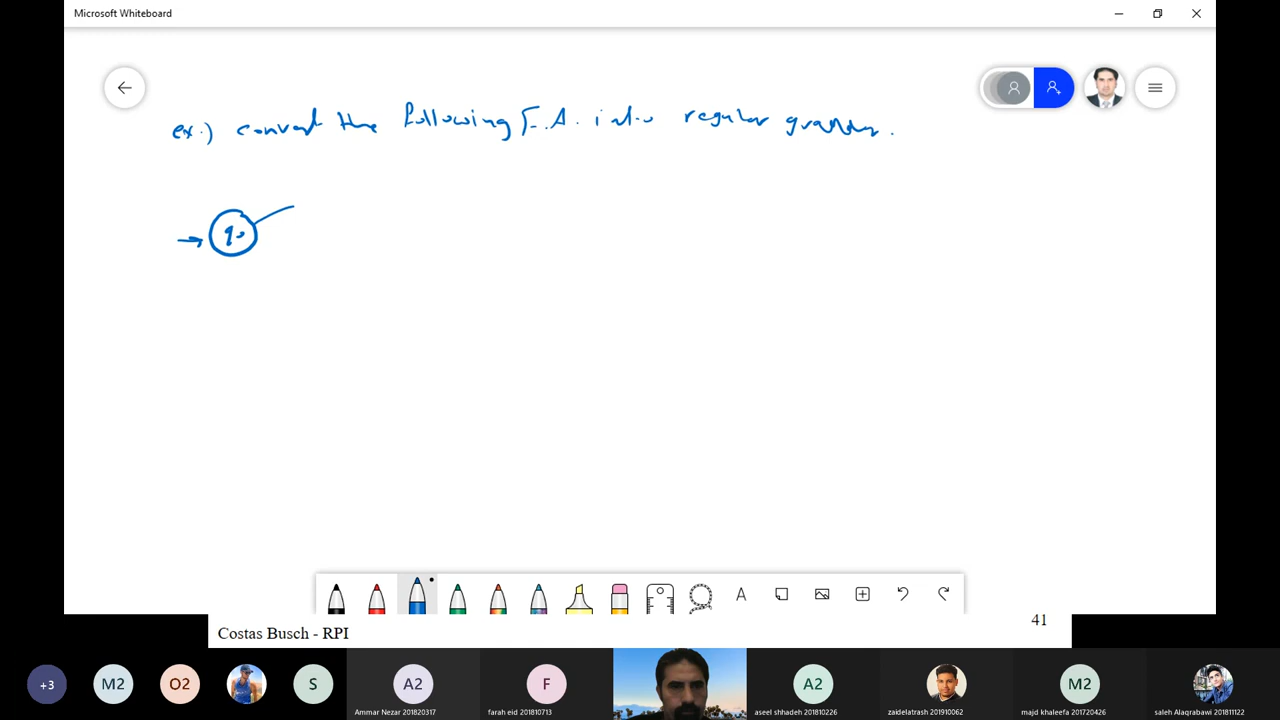 Microsoft Whiteboard
ex.) convert the following F.A. into regular grammar.
q0
A
41
Costas Busch - RPI
+3
M2
O2
S
A2
F
A2
M2
Ammar Nezar 201820317
farah eid 201810713
aseel shhadeh 201810226
zaidelatrash 201910062
majd khaleefa 201720426
saleh Alaqrabawi 201811122